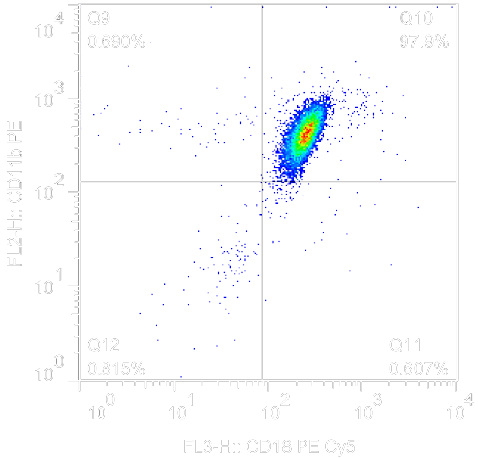 10^4
Q9
0.690%
Q10
97.9%
10^3
FL2-H:: CD11b PE
10^2
10^1
Q12
0.815%
Q11
0.607%
10^0
10^0 10^1 10^2 10^3 10^4
FL3-H:: CD18 PE Cy5